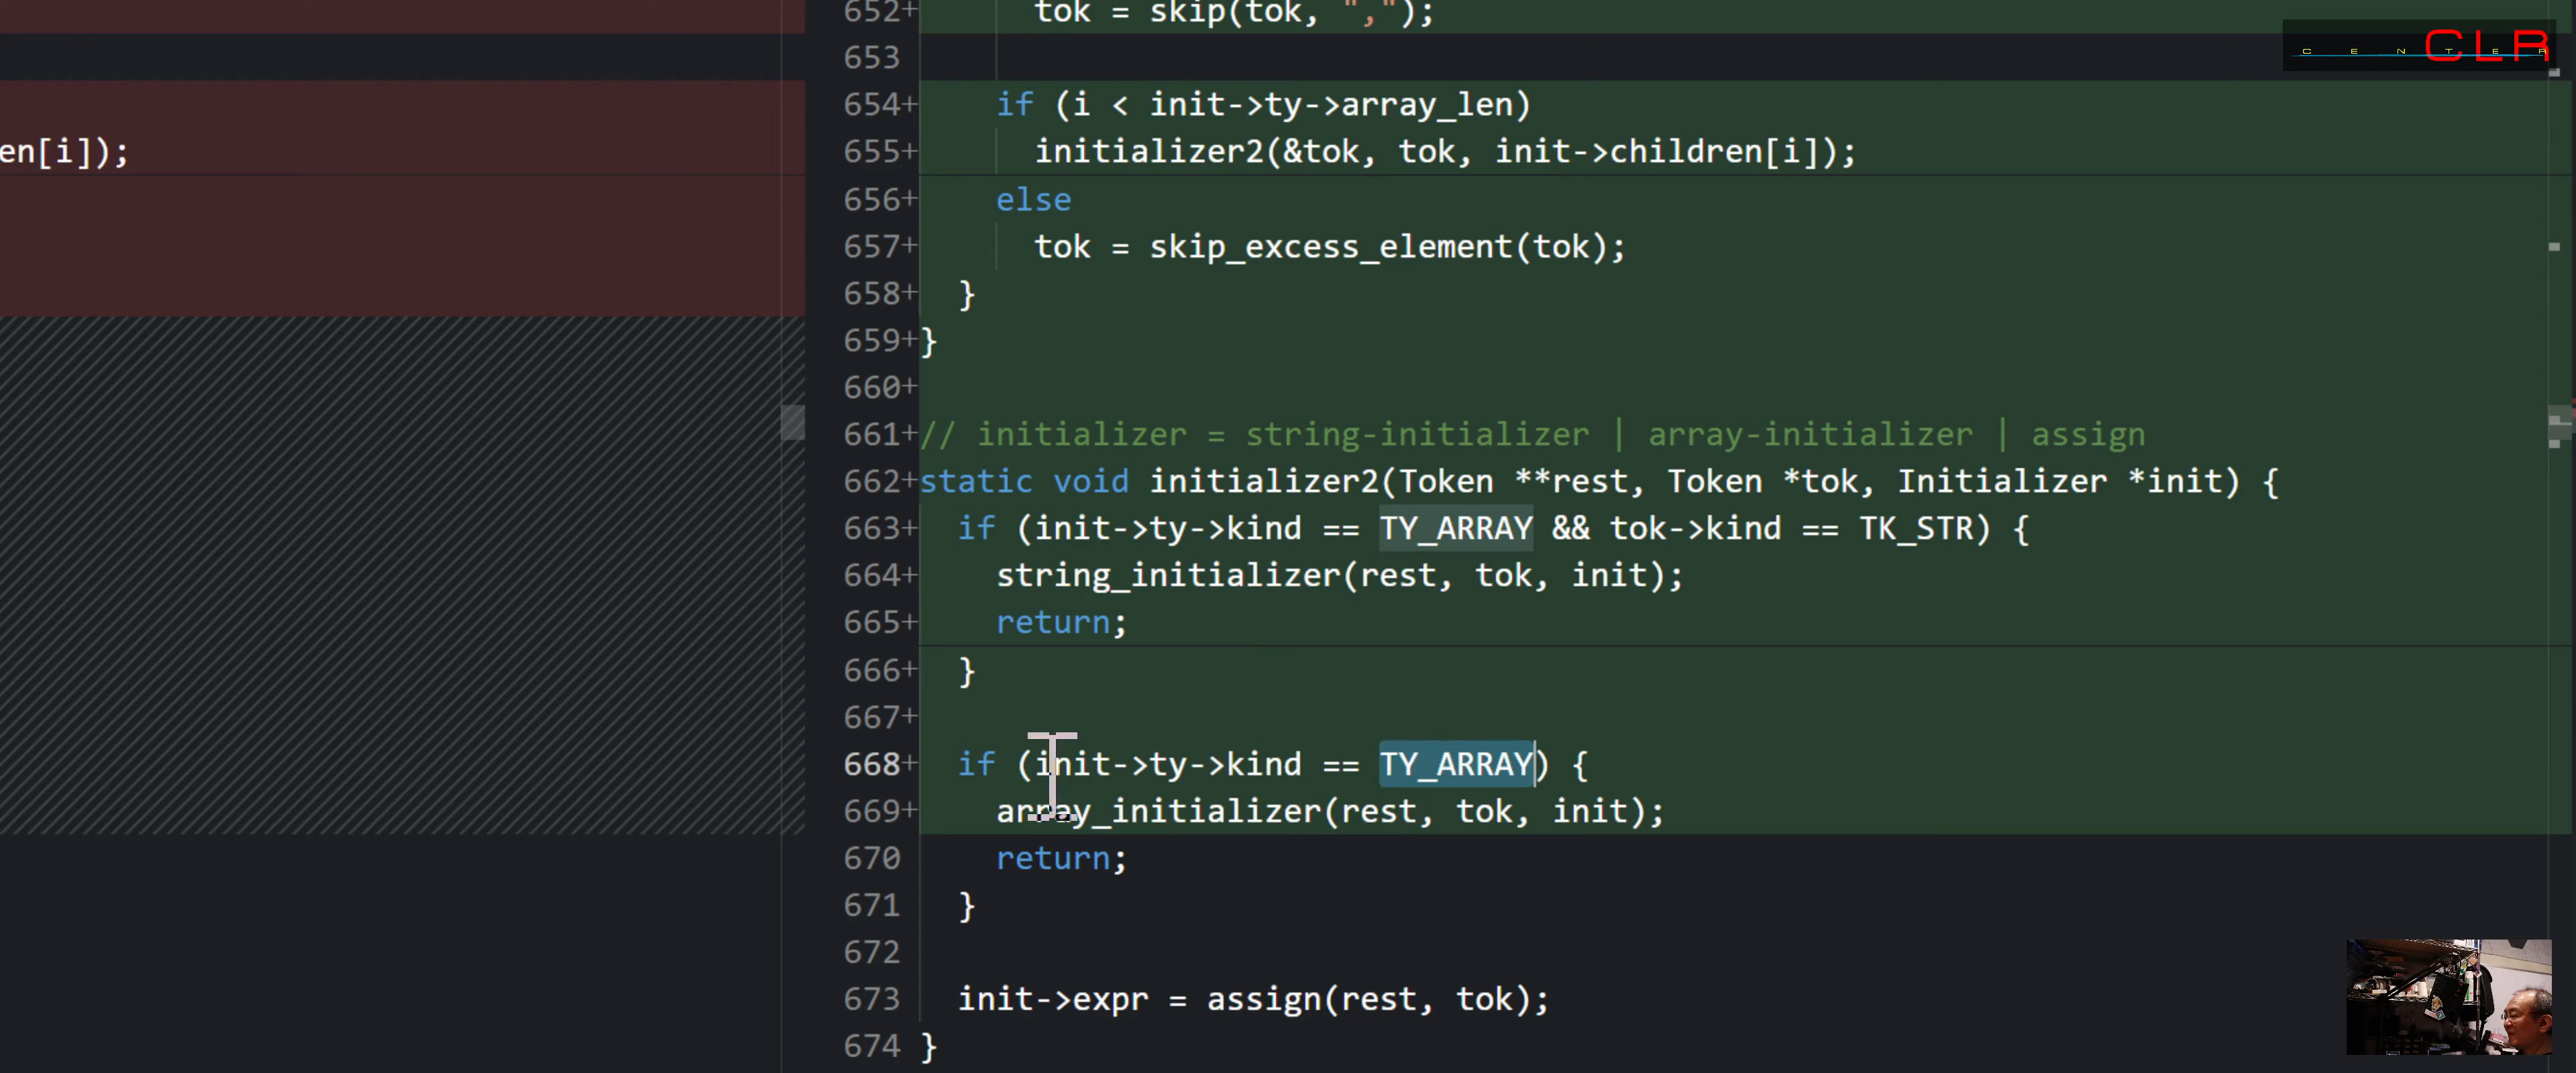 652+ tok = skip(tok, ",");
CENTER CLR
653
654+ if (i < init->ty->array_len)
en[i]);
655+ initializer2(&tok, tok, init->children[i]);
656+ else
657+ tok = skip_excess_element(tok);
658+ }
659+ }
660+
661+ // initializer = string-initializer | array-initializer | assign
662+ static void initializer2(Token **rest, Token *tok, Initializer *init) {
663+ if (init->ty->kind == TY_ARRAY && tok->kind == TK_STR) {
664+ string_initializer(rest, tok, init);
665+ return;
666+ }
667+
668+ if (init->ty->kind == TY_ARRAY) {
669+ array_initializer(rest, tok, init);
670 return;
671 }
672
673 init->expr = assign(rest, tok);
674 }